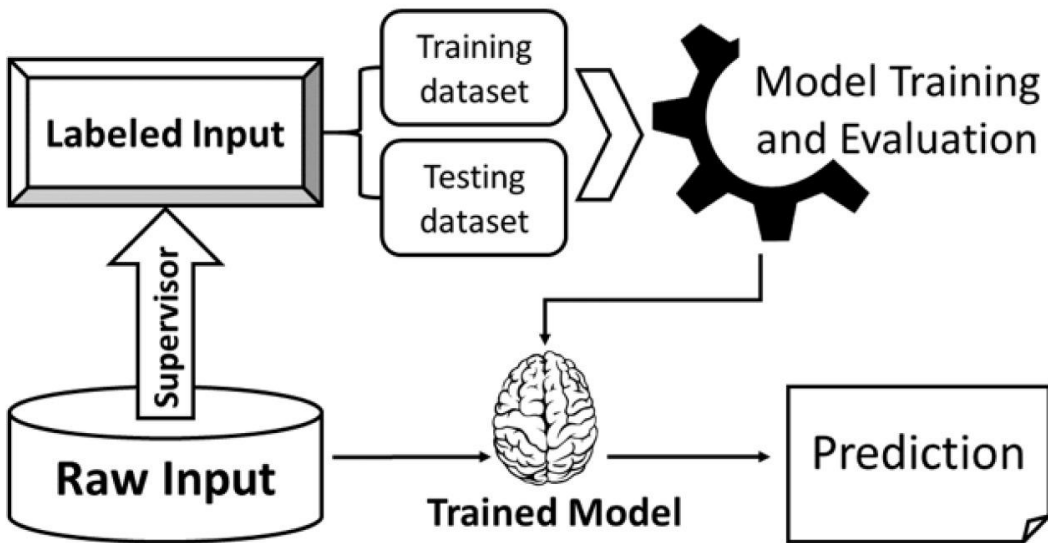 Training
dataset
Labeled Input
Testing
dataset
Model Training
and Evaluation
Supervisor
Raw Input
Trained Model
Prediction